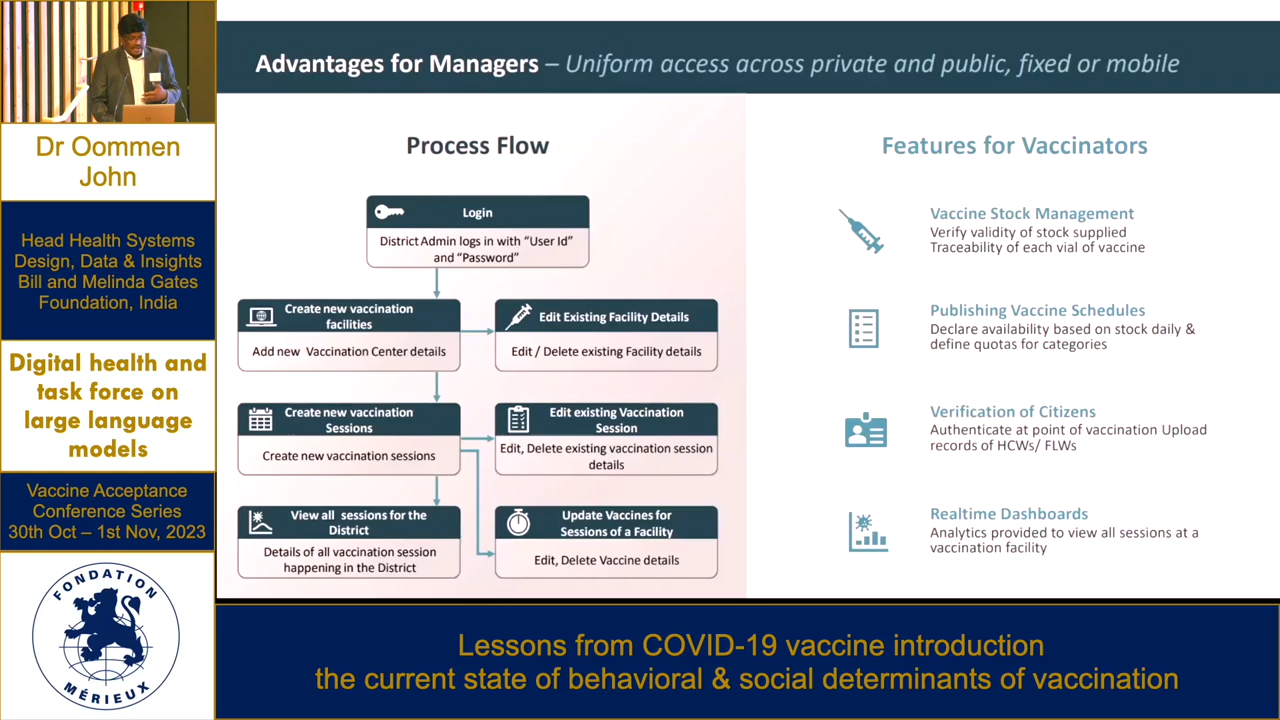 Dr Oommen
John
Head Health Systems
Design, Data & Insights
Bill and Melinda Gates
Foundation, India
Digital health and
task force on
large language
models
Vaccine Acceptance
Conference Series
30th Oct – 1st Nov, 2023
FONDATION
MÉRIEUX
Advantages for Managers – Uniform access across private and public, fixed or mobile
Process Flow
Login
District Admin logs in with “User Id”
and “Password”
Create new vaccination
facilities
Add new Vaccination Center details
Edit Existing Facility Details
Edit / Delete existing Facility details
Create new vaccination
Sessions
Create new vaccination sessions
Edit existing Vaccination
Session
Edit, Delete existing vaccination session
details
View all sessions for the
District
Details of all vaccination session
happening in the District
Update Vaccines for
Sessions of a Facility
Edit, Delete Vaccine details
Features for Vaccinators
Vaccine Stock Management
Verify validity of stock supplied
Traceability of each vial of vaccine
Publishing Vaccine Schedules
Declare availability based on stock daily &
define quotas for categories
Verification of Citizens
Authenticate at point of vaccination Upload
records of HCWs/ FLWs
Realtime Dashboards
Analytics provided to view all sessions at a
vaccination facility
Lessons from COVID-19 vaccine introduction
the current state of behavioral & social determinants of vaccination